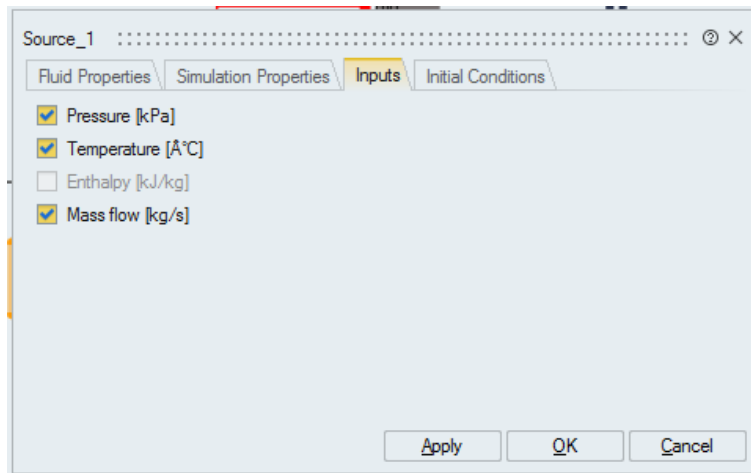 Source_1
Fluid Properties Simulation Properties Inputs Initial Conditions
Pressure [kPa]
Temperature [Â°C]
Enthalpy [kJ/kg]
Mass flow [kg/s]
Apply OK Cancel